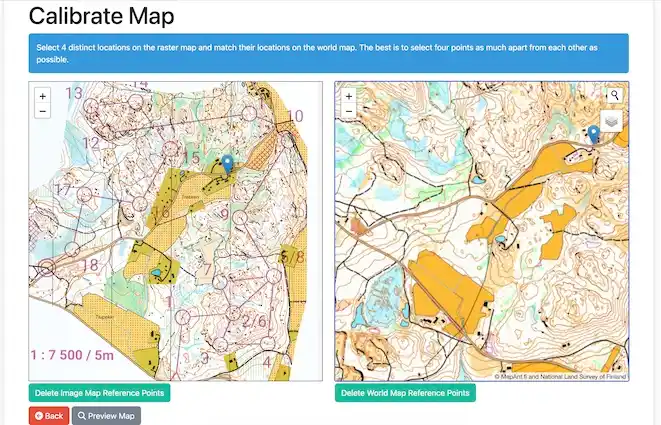 Calibrate Map
Select 4 distinct locations on the raster map and match their locations on the world map. The best is to select four points as much apart from each other as
possible.
+
−
13
14
10
12
15
17
16
9
18
7
5/8
1
2/6
3
4
1 : 7 500 / 5m
+
−
© MapAnt.fi and National Land Survey of Finland
Delete Image Map Reference Points
Delete World Map Reference Points
Back
Preview Map